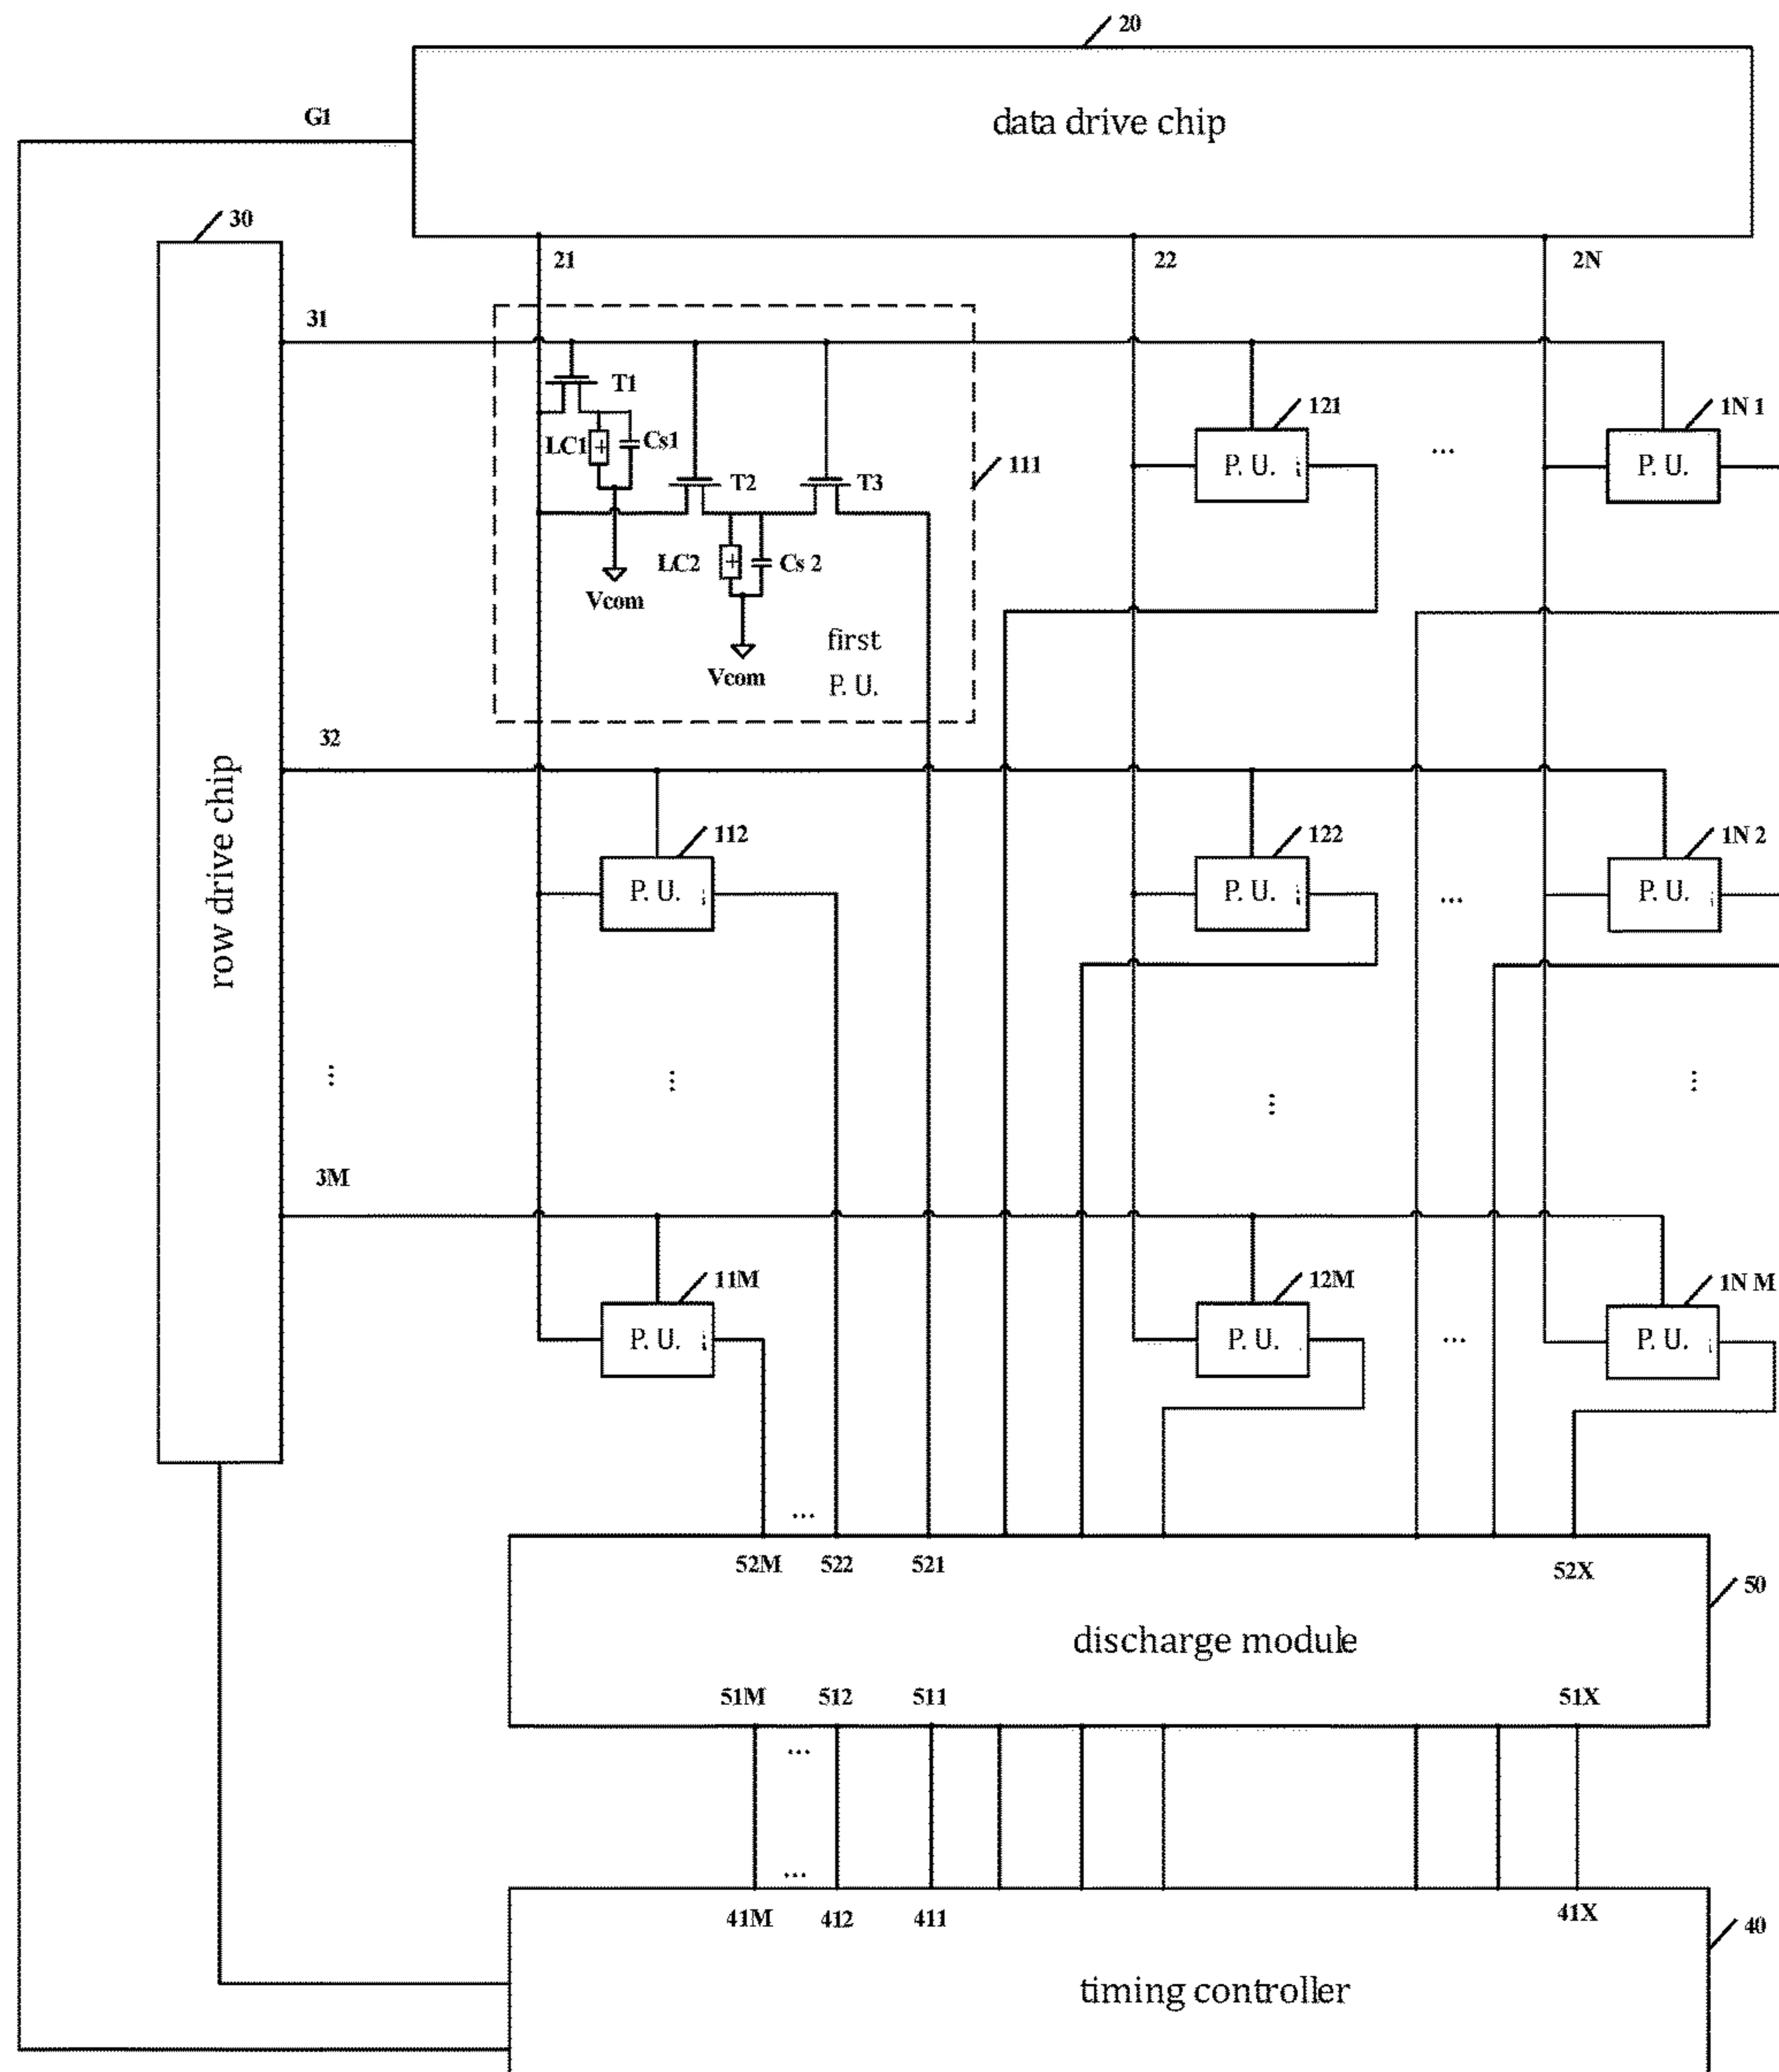 20
G1
data drive chip
30
21
22
2N
31
T1
121
1N 1
LC1
Cs1
P. U.
...
P. U.
T2
T3
111
LC2
Cs 2
Vcom
first
Vcom
P. U.
32
row drive chip
112
122
1N 2
P. U.
P. U.
...
P. U.
...
...
...
...
3M
11M
12M
1N M
P. U.
P. U.
...
P. U.
...
52M
522
521
52X
50
discharge module
51M
512
511
51X
...
...
41M
412
411
41X
40
timing controller